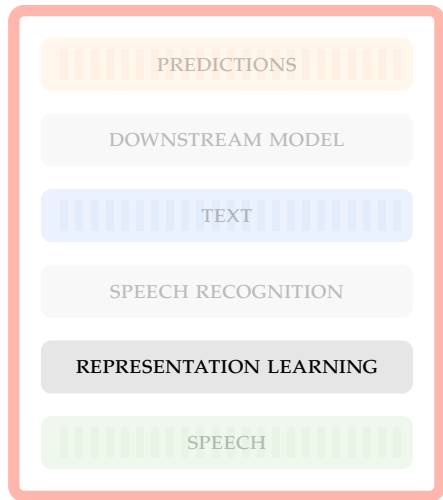 PREDICTIONS
DOWNSTREAM MODEL
TEXT
SPEECH RECOGNITION
REPRESENTATION LEARNING
SPEECH